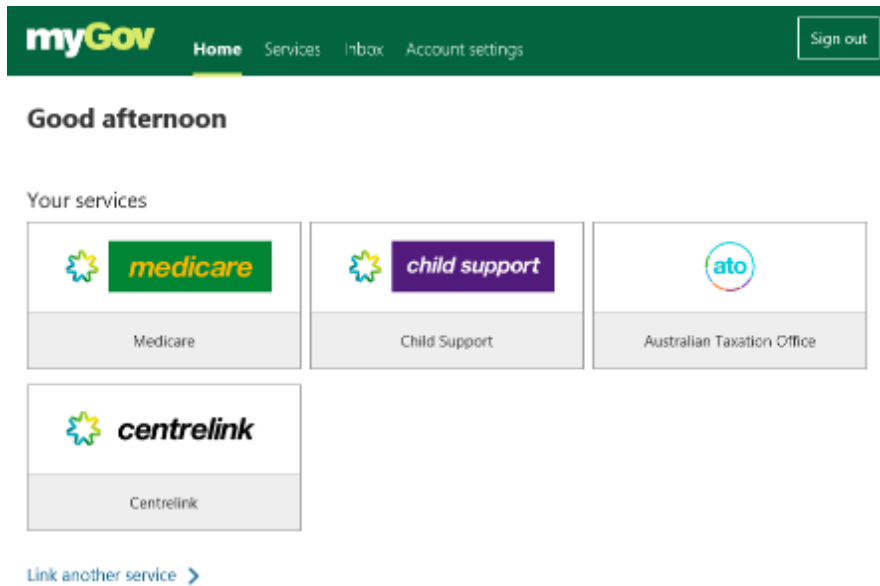 myGov Home Services Inbox Account settings Sign out
Good afternoon
Your services
medicare child support ato
Medicare Child Support Australian Taxation Office
centrelink
Centrelink
Link another service